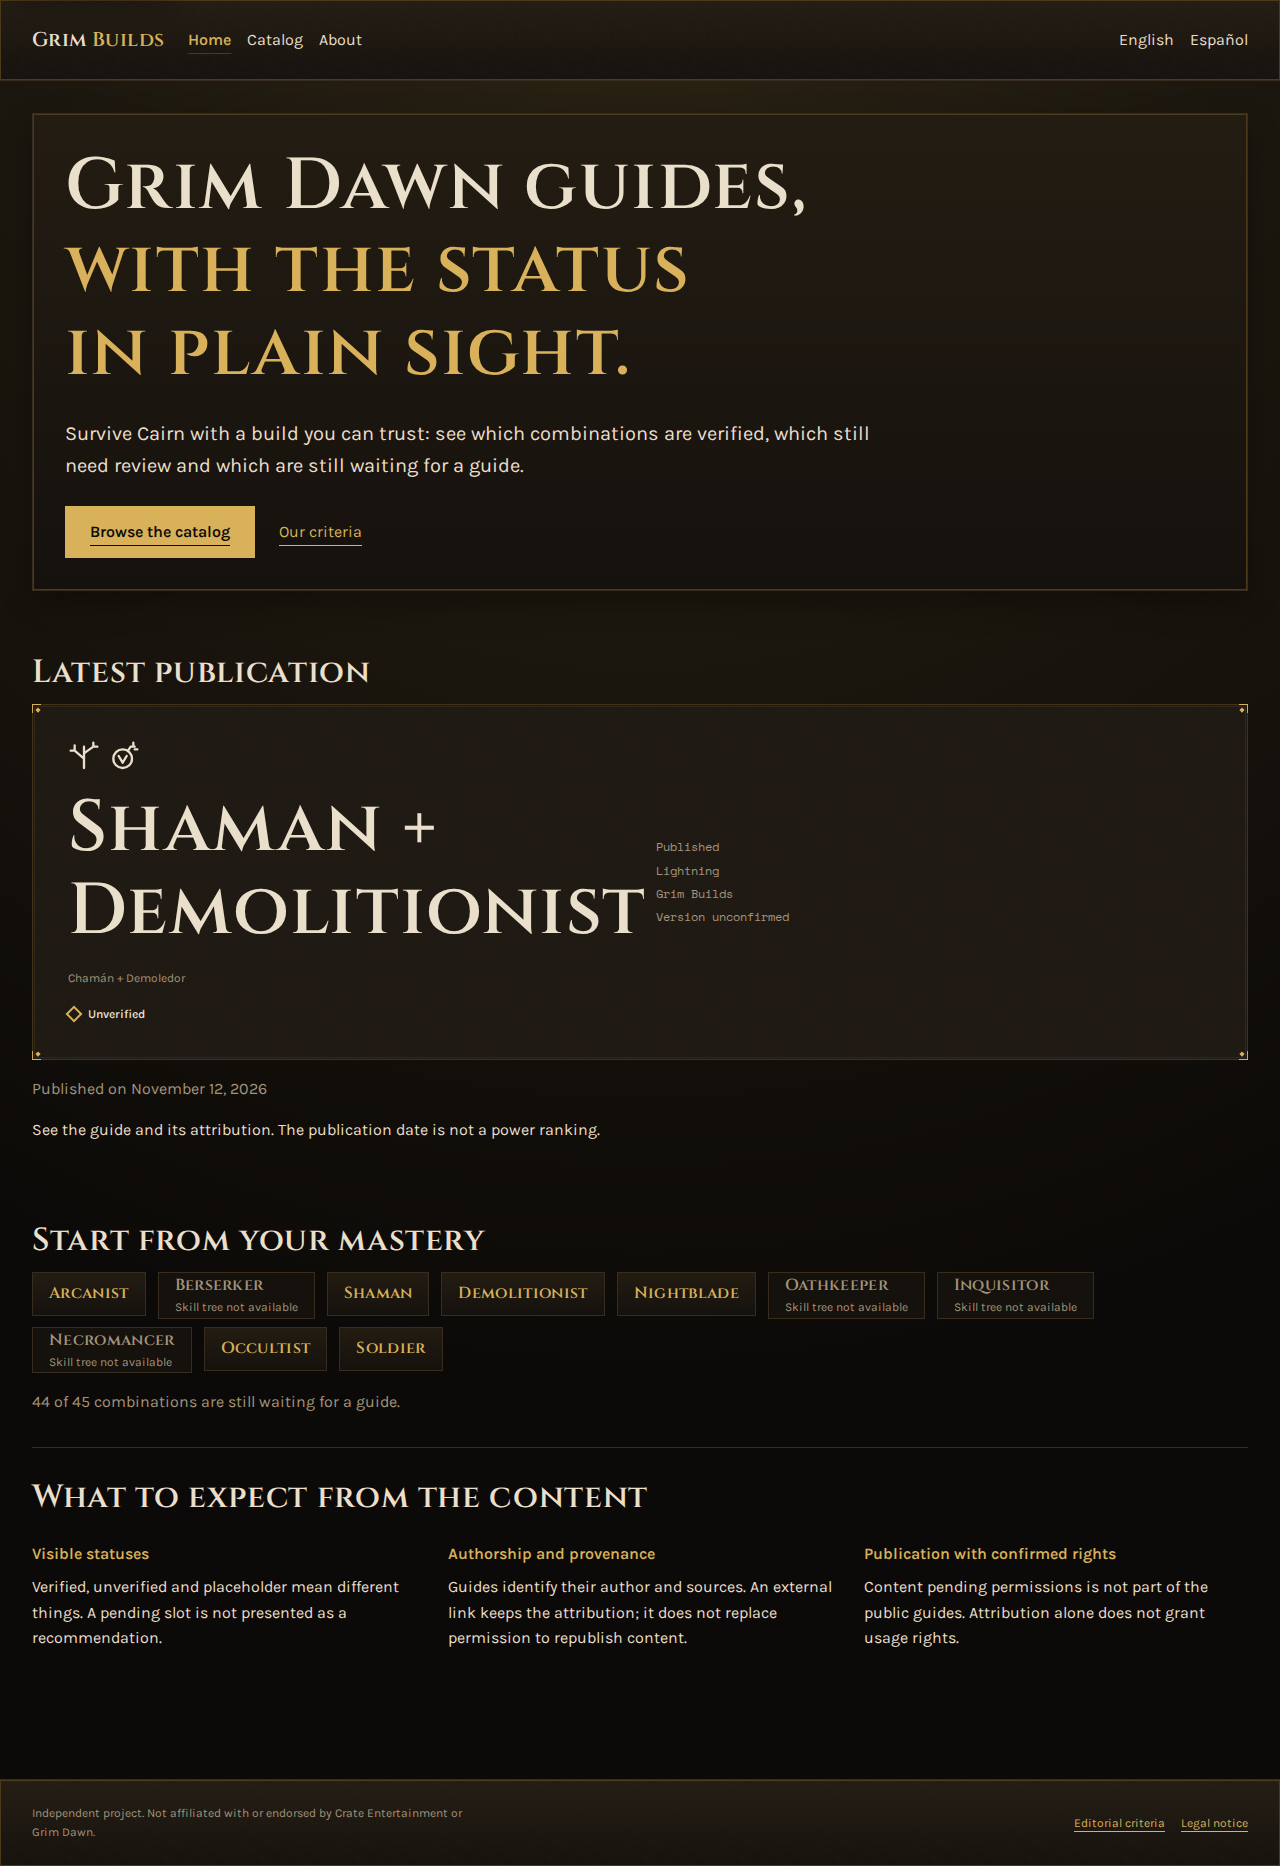 Grim Builds Home Catalog About English Español
Grim Dawn guides,
with the status
in plain sight.
Survive Cairn with a build you can trust: see which combinations are verified, which still
need review and which are still waiting for a guide.
Browse the catalog Our criteria
Latest publication
Shaman +
Demolitionist
Published
Lightning
Grim Builds
Version unconfirmed
Chamán + Demoledor
Unverified
Published on November 12, 2026
See the guide and its attribution. The publication date is not a power ranking.
Start from your mastery
Arcanist
Berserker
Skill tree not available
Shaman
Demolitionist
Nightblade
Oathkeeper
Skill tree not available
Inquisitor
Skill tree not available
Necromancer
Skill tree not available
Occultist
Soldier
44 of 45 combinations are still waiting for a guide.
What to expect from the content
Visible statuses
Verified, unverified and placeholder mean different
things. A pending slot is not presented as a
recommendation.
Authorship and provenance
Guides identify their author and sources. An external
link keeps the attribution; it does not replace
permission to republish content.
Publication with confirmed rights
Content pending permissions is not part of the
public guides. Attribution alone does not grant
usage rights.
Independent project. Not affiliated with or endorsed by Crate Entertainment or
Grim Dawn.
Editorial criteria Legal notice